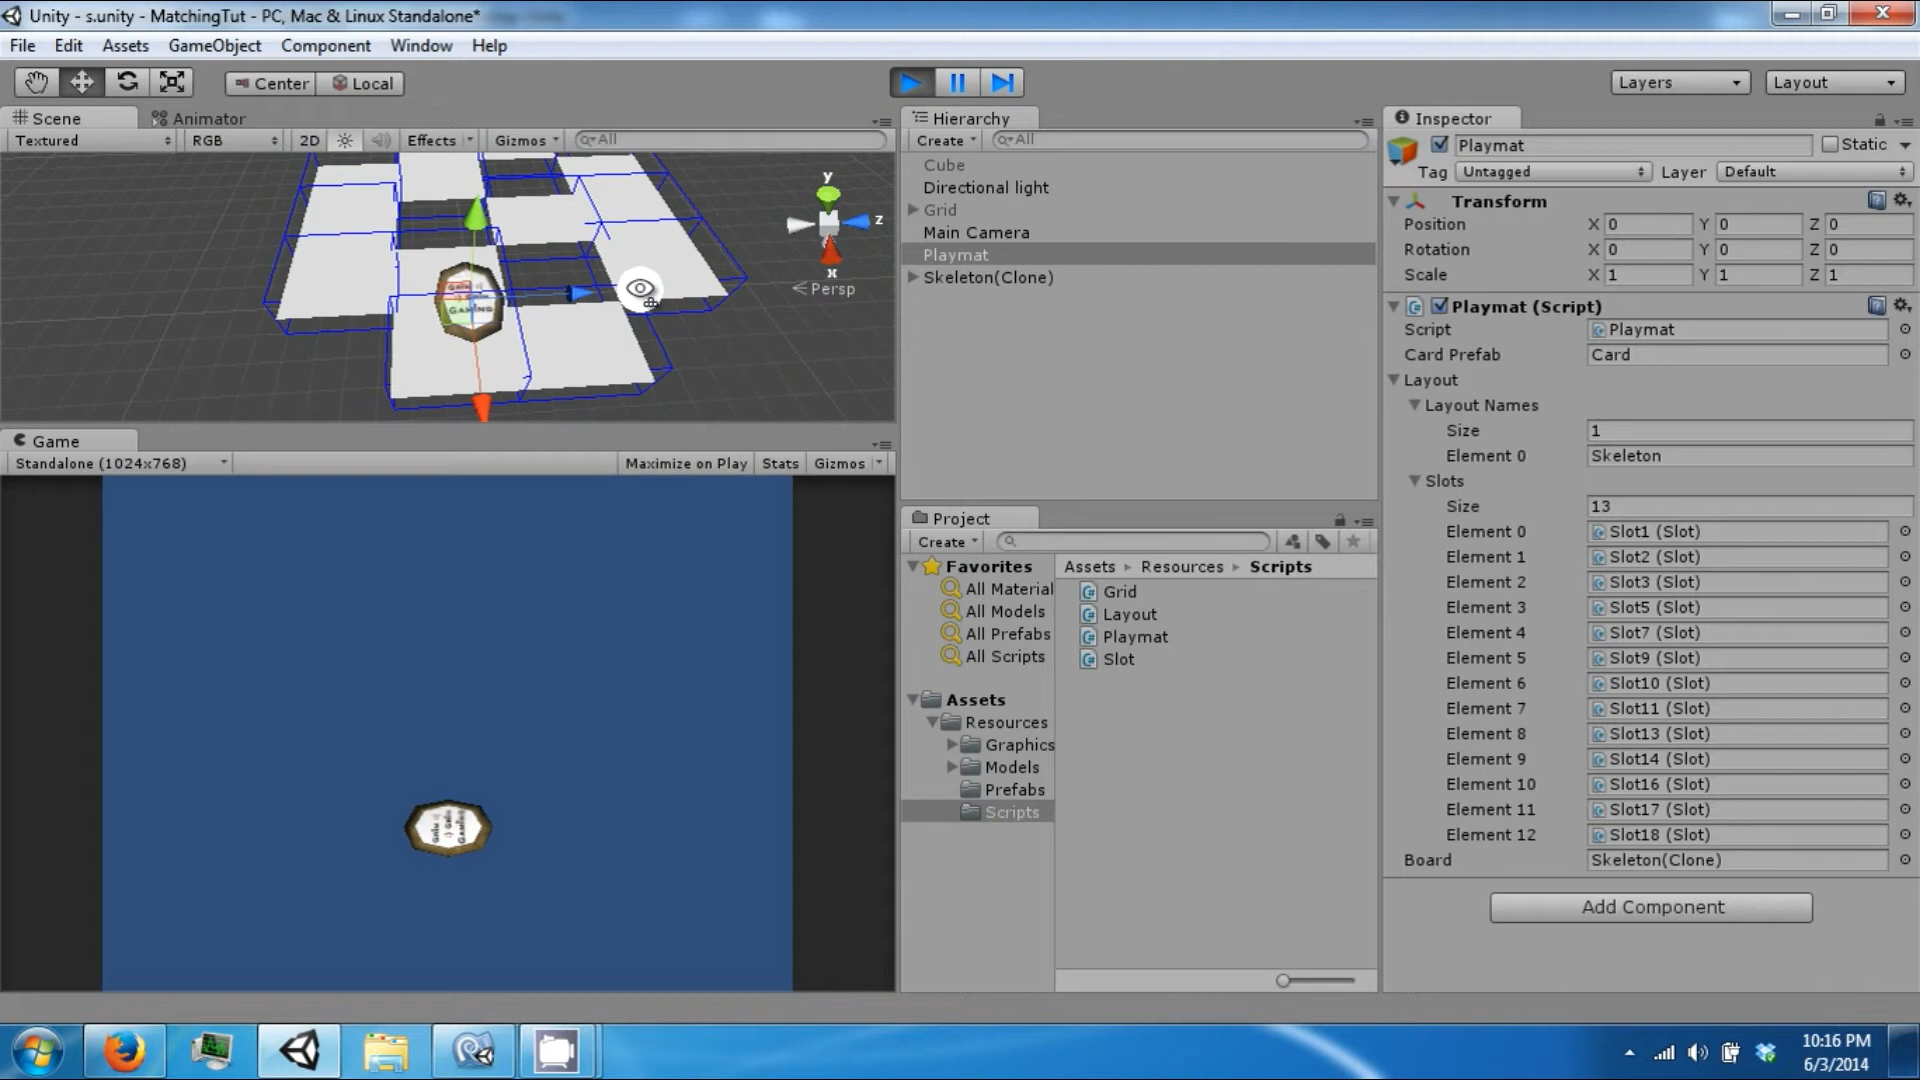 Unity - s.unity - MatchingTut - PC, Mac & Linux Standalone*
File Edit Assets GameObject Component Window Help
Center Local Layers Layout
Scene Animator
Textured RGB 2D Effects Gizmos All
y
z
x
Persp
GAMING
Game
Standalone (1024x768) Maximize on Play Stats Gizmos
GAMING
Hierarchy
Create All
Cube
Directional light
Grid
Main Camera
Playmat
Skeleton(Clone)
Project
Create
Favorites
All Material
All Models
All Prefabs
All Scripts
Assets
Resources
Graphics
Models
Prefabs
Scripts
Assets Resources Scripts
Grid
Layout
Playmat
Slot
Inspector
Playmat Static
Tag Untagged Layer Default
Transform
Position X 0 Y 0 Z 0
Rotation X 0 Y 0 Z 0
Scale X 1 Y 1 Z 1
Playmat (Script)
Script Playmat
Card Prefab Card
Layout
Layout Names
Size 1
Element 0 Skeleton
Slots
Size 13
Element 0 Slot1 (Slot)
Element 1 Slot2 (Slot)
Element 2 Slot3 (Slot)
Element 3 Slot5 (Slot)
Element 4 Slot7 (Slot)
Element 5 Slot9 (Slot)
Element 6 Slot10 (Slot)
Element 7 Slot11 (Slot)
Element 8 Slot13 (Slot)
Element 9 Slot14 (Slot)
Element 10 Slot16 (Slot)
Element 11 Slot17 (Slot)
Element 12 Slot18 (Slot)
Board Skeleton(Clone)
Add Component
10:16 PM
6/3/2014